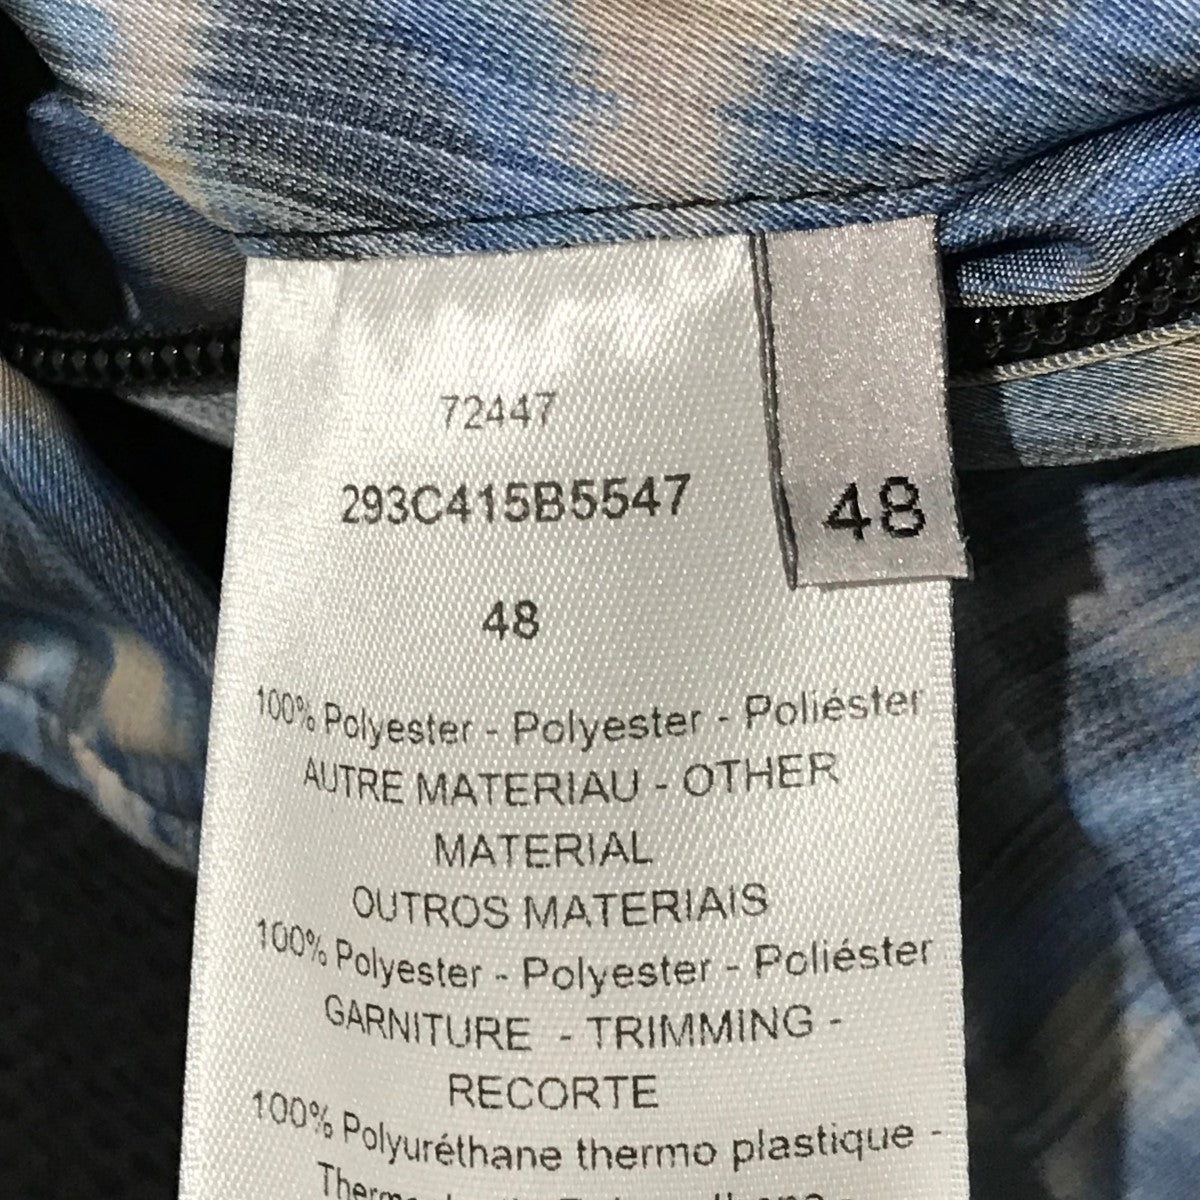 72447
293C415B5547
48
48
100% Polyester - Polyester - Poliéster
AUTRE MATERIAU - OTHER
MATERIAL
OUTROS MATERIAIS
100% Polyester - Polyester - Poliéster
GARNITURE - TRIMMING -
RECORTE
100% Polyuréthane thermo plastique -